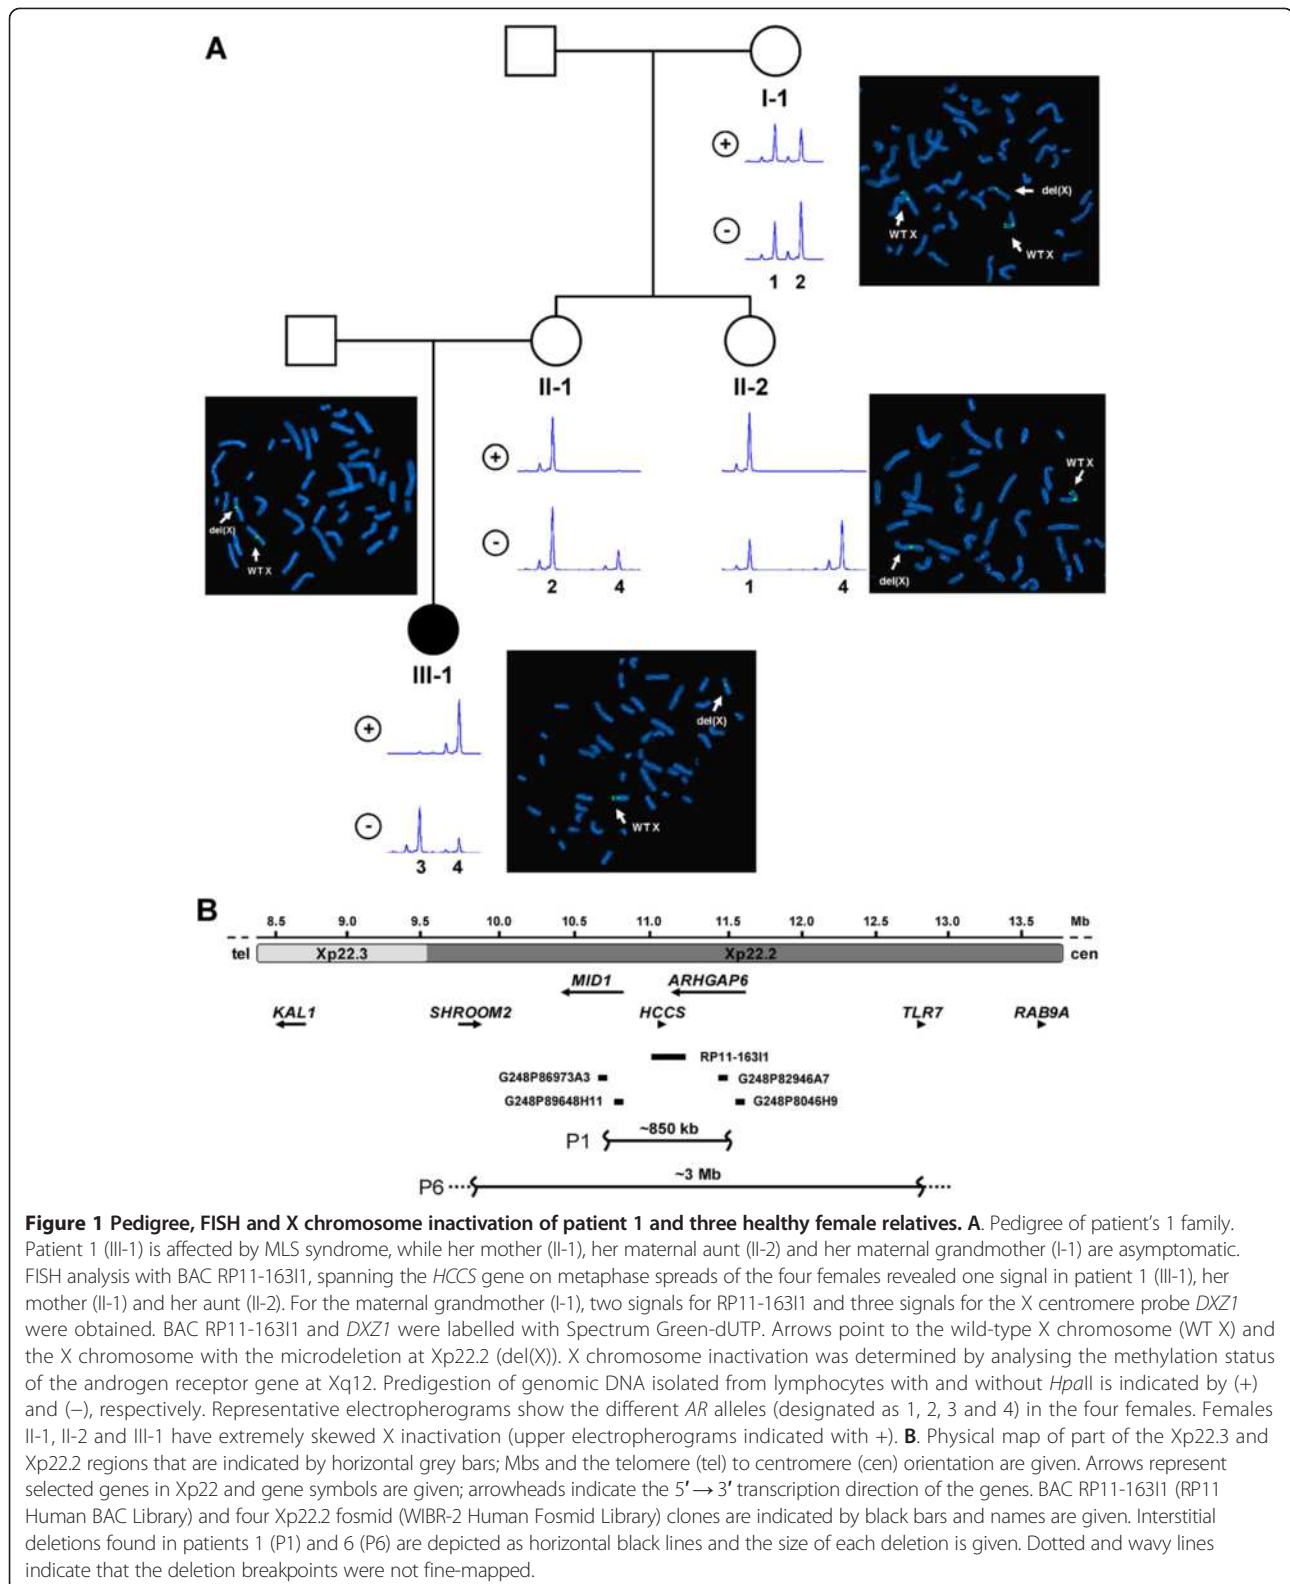 A
I-1
+
del(X)
WT X
WT X
-
1 2
II-1
II-2
+
WT X
del(X)
WT X
-
del(X)
2 4
1 4
III-1
+
del(X)
-
WT X
3 4
B
8.5 9.0 9.5 10.0 10.5 11.0 11.5 12.0 12.5 13.0 13.5 Mb
tel Xp22.3 Xp22.2 cen
MID1 ARHGAP6
KAL1 SHROOM2 HCCS TLR7 RAB9A
RP11-163I1
G248P86973A3 G248P82946A7
G248P89648H11 G248P8046H9
P1 ~850 kb
P6 ~3 Mb
Figure 1 Pedigree, FISH and X chromosome inactivation of patient 1 and three healthy female relatives. A. Pedigree of patient's 1 family.
Patient 1 (III-1) is affected by MLS syndrome, while her mother (II-1), her maternal aunt (II-2) and her maternal grandmother (I-1) are asymptomatic.
FISH analysis with BAC RP11-163I1, spanning the HCCS gene on metaphase spreads of the four females revealed one signal in patient 1 (III-1), her
mother (II-1) and her aunt (II-2). For the maternal grandmother (I-1), two signals for RP11-163I1 and three signals for the X centromere probe DXZ1
were obtained. BAC RP11-163I1 and DXZ1 were labelled with Spectrum Green-dUTP. Arrows point to the wild-type X chromosome (WT X) and
the X chromosome with the microdeletion at Xp22.2 (del(X)). X chromosome inactivation was determined by analysing the methylation status
of the androgen receptor gene at Xq12. Predigestion of genomic DNA isolated from lymphocytes with and without HpaII is indicated by (+)
and (−), respectively. Representative electropherograms show the different AR alleles (designated as 1, 2, 3 and 4) in the four females. Females
II-1, II-2 and III-1 have extremely skewed X inactivation (upper electropherograms indicated with +). B. Physical map of part of the Xp22.3 and
Xp22.2 regions that are indicated by horizontal grey bars; Mbs and the telomere (tel) to centromere (cen) orientation are given. Arrows represent
selected genes in Xp22 and gene symbols are given; arrowheads indicate the 5′ → 3′ transcription direction of the genes. BAC RP11-163I1 (RP11
Human BAC Library) and four Xp22.2 fosmid (WIBR-2 Human Fosmid Library) clones are indicated by black bars and names are given. Interstitial
deletions found in patients 1 (P1) and 6 (P6) are depicted as horizontal black lines and the size of each deletion is given. Dotted and wavy lines
indicate that the deletion breakpoints were not fine-mapped.